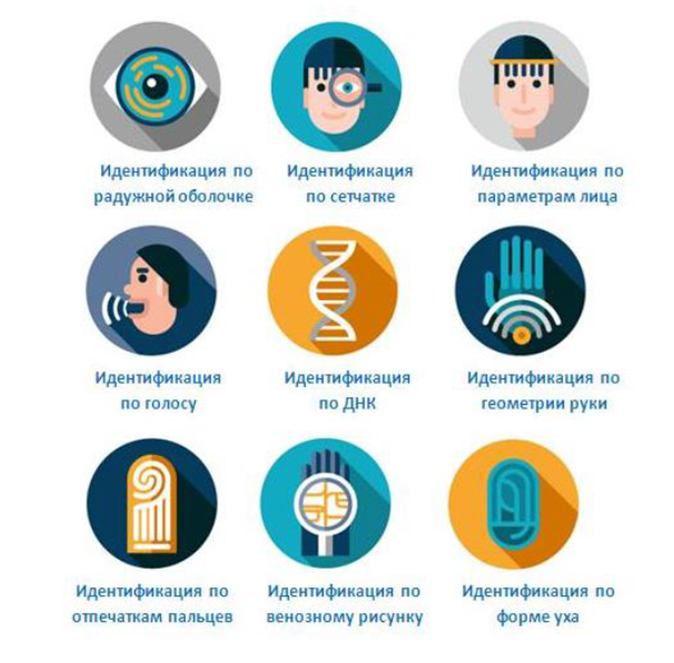 Идентификация по
радужной оболочке
Идентификация
по сетчатке
Идентификация по
параметрам лица
Идентификация
по голосу
Идентификация
по ДНК
Идентификация по
геометрии руки
Идентификация по
отпечаткам пальцев
Идентификация по
венозному рисунку
Идентификация по
форме уха